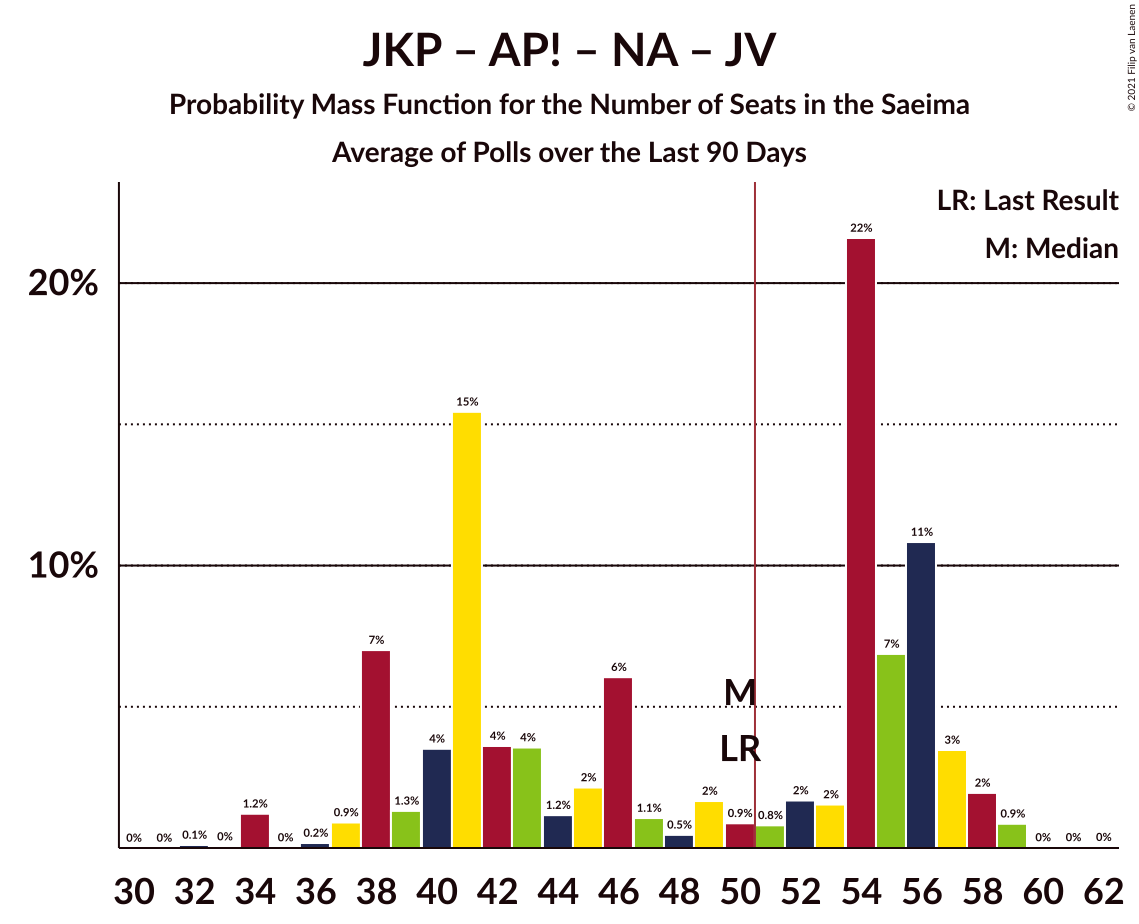 JKP – AP! – NA – JV
Probability Mass Function for the Number of Seats in the Saeima
Average of Polls over the Last 90 Days
© 2021 Filip van Laenen
LR: Last Result
M: Median
20%
10%
0% 0% 0.1% 0% 1.2% 0% 0.2% 0.9% 7% 1.3% 4% 15% 4% 4% 1.2% 2% 6% 1.1% 0.5% 2% 0.9% 0.8% 2% 2% 22% 7% 11% 3% 2% 0.9% 0% 0% 0%
M
LR
30 32 34 36 38 40 42 44 46 48 50 52 54 56 58 60 62